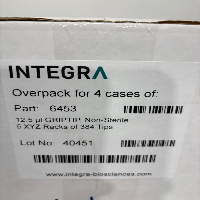 INTEGRA
Overpack for 4 cases of:
Part: 6453
12.5 µl GRIPTIP, Non-Sterile
5 XYZ Racks of 384 Tips
Lot No: 40451
www.integra-biosciences.com